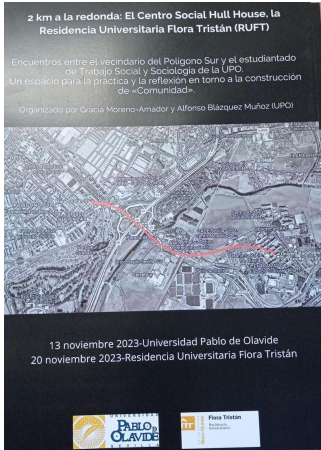 2 km a la redonda: El Centro Social Hull House, la
Residencia Universitaria Flora Tristán (RUFT)
Encuentros entre el vecindario del Polígono Sur y el estudiantado
de Trabajo Social y Sociología de la UPO.
Un espacio para la práctica y la reflexión en torno a la construcción
de «Comunidad».
Organizado por Gracia Moreno-Amador y Alfonso Blázquez Muñoz (UPO)
13 noviembre 2023-Universidad Pablo de Olavide
20 noviembre 2023-Residencia Universitaria Flora Tristán
UNIVERSIDAD
PABLO DE
OLAVIDE
SEVILLA
Flora Tristán
Residencia
Universitaria